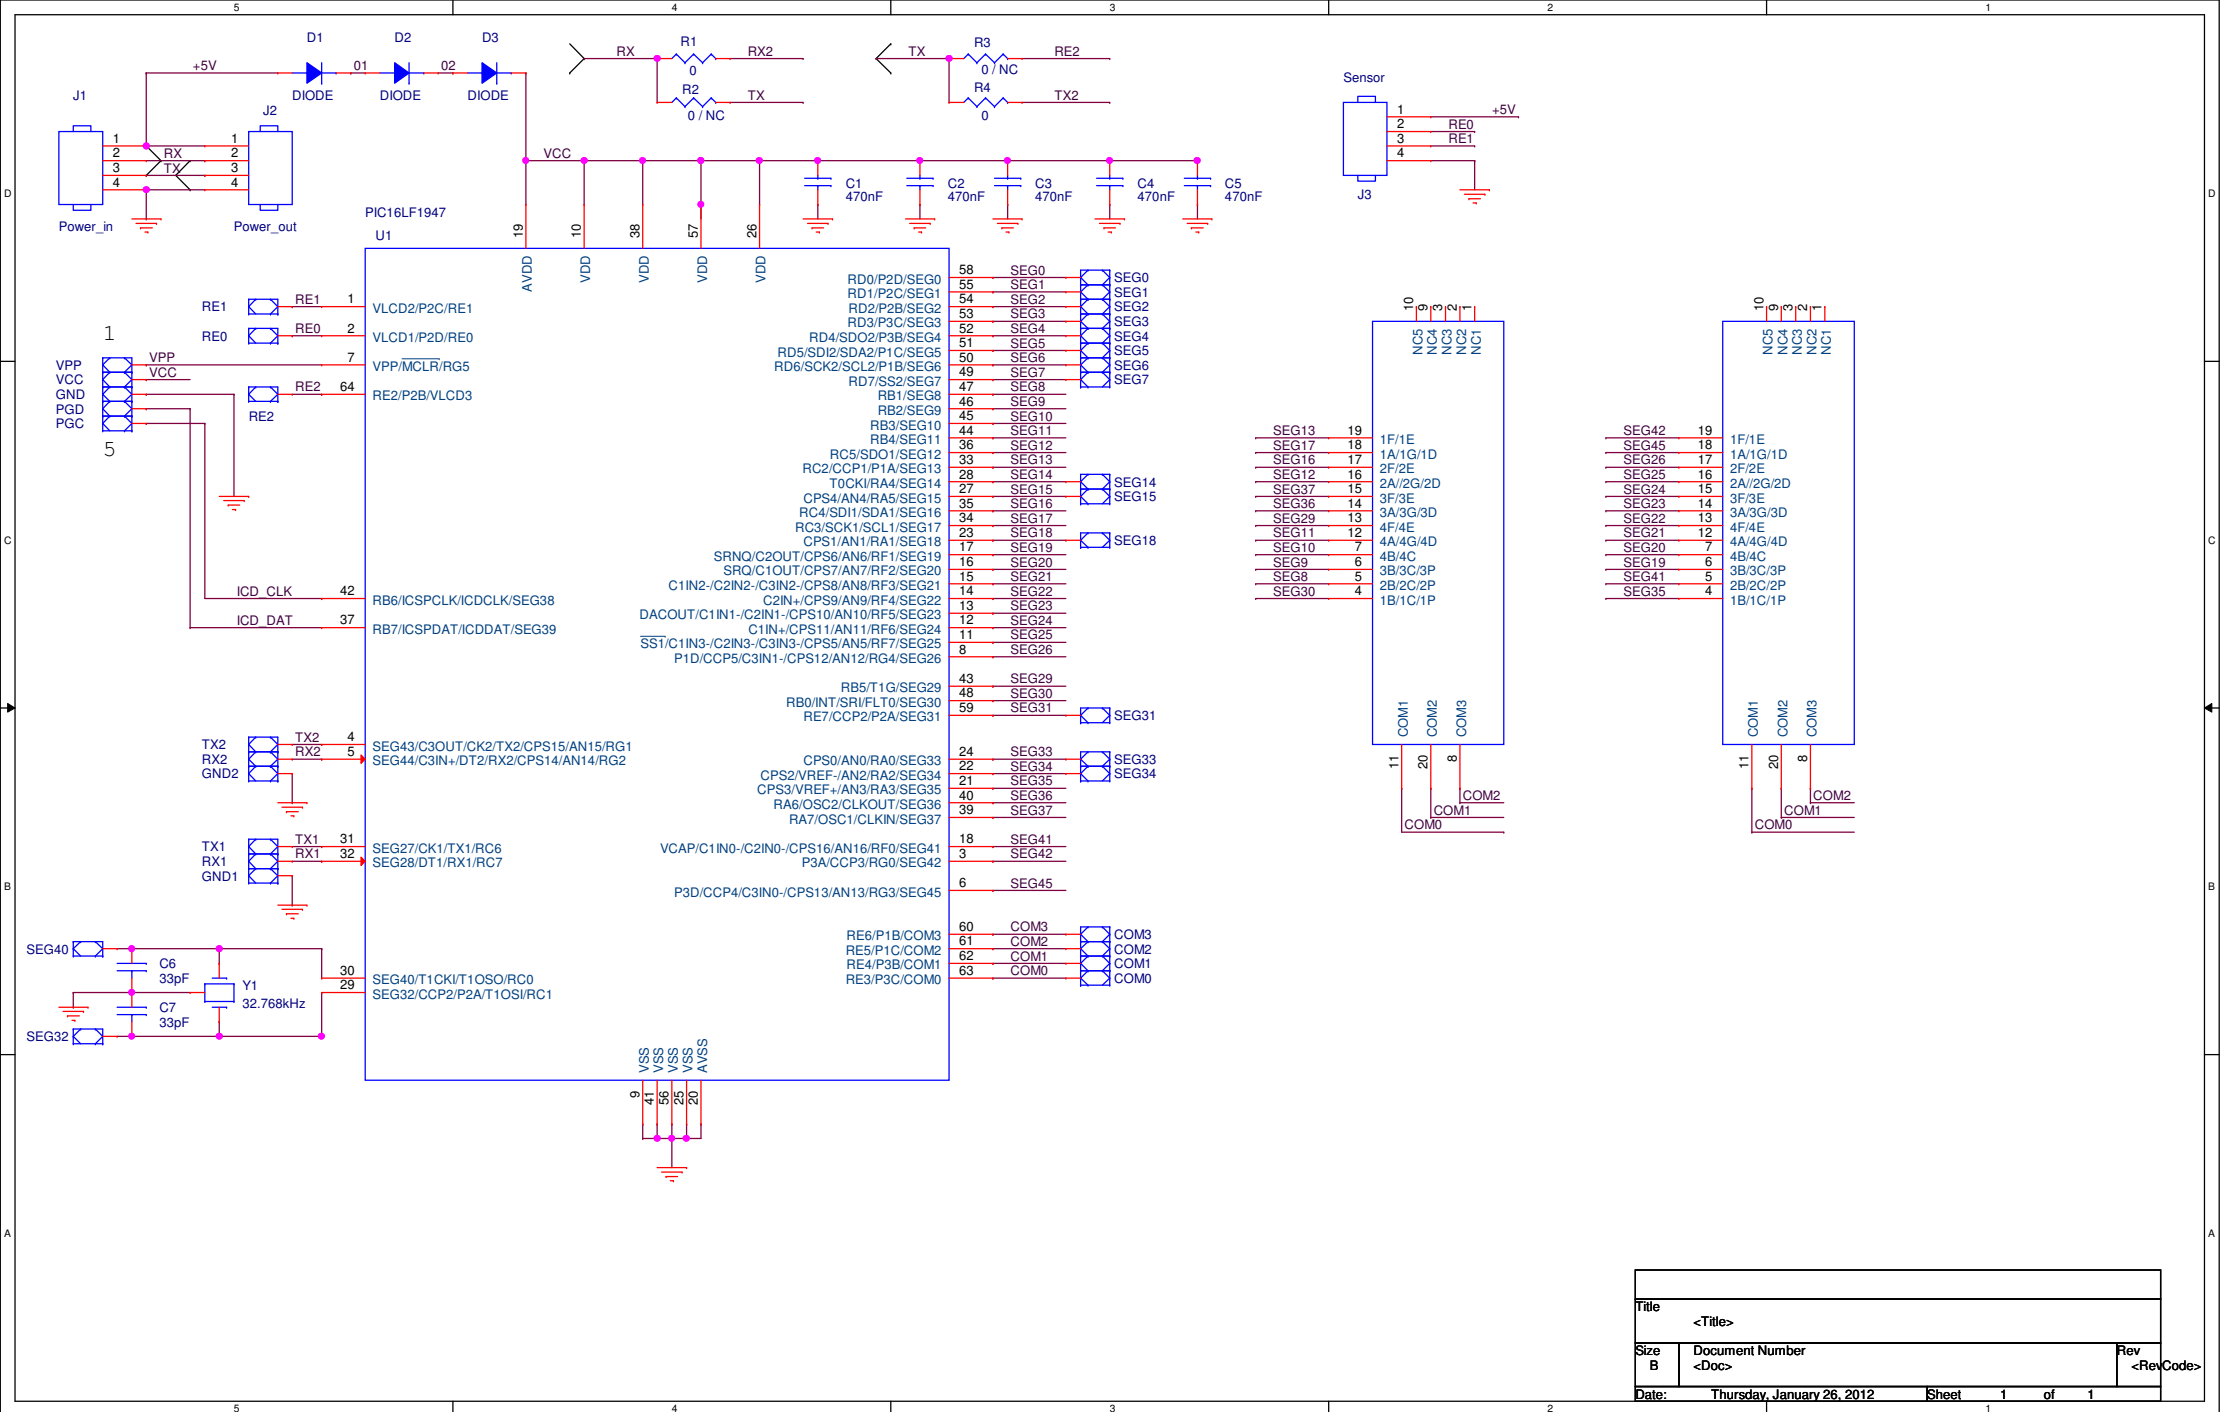 5 4 3 2 1
D1 D2 D3
+5V 01 02
DIODE DIODE DIODE
J1
J2
1 1
2 RX 2
3 TX 3
4 4
Power_in Power_out
RX R1 RX2
0
R2 TX
0 / NC
TX R3 RE2
0 / NC
R4 TX2
0
Sensor
1 +5V
2 RE0
3 RE1
4
J3
VCC
C1 470nF
C2 470nF
C3 470nF
C4 470nF
C5 470nF
D D
PIC16LF1947
U1
19 10 38 57 26
AVDD VDD VDD VDD VDD
RE1 RE1 1 VLCD2/P2C/RE1
RE0 RE0 2 VLCD1/P2D/RE0
1
VPP VPP 7 VPP/MCLR/RG5
VCC VCC
GND
PGD
PGC
5
RE2 64 RE2/P2B/VLCD3
RE2
ICD_CLK 42 RB6/ICSPCLK/ICDCLK/SEG38
ICD_DAT 37 RB7/ICSPDAT/ICDDAT/SEG39
TX2 TX2 4 SEG43/C3OUT/CK2/TX2/CPS15/AN15/RG1
RX2 RX2 5 SEG44/C3IN+/DT2/RX2/CPS14/AN14/RG2
GND2
TX1 TX1 31 SEG27/CK1/TX1/RC6
RX1 RX1 32 SEG28/DT1/RX1/RC7
GND1
SEG40
C6
33pF
C7
33pF
Y1
32.768kHz
SEG32
30 SEG40/T1CKI/T1OSO/RC0
29 SEG32/CCP2/P2A/T1OSI/RC1
RD0/P2D/SEG0 58 SEG0 SEG0
RD1/P2C/SEG1 55 SEG1 SEG1
RD2/P2B/SEG2 54 SEG2 SEG2
RD3/P3C/SEG3 53 SEG3 SEG3
RD4/SDO2/P3B/SEG4 52 SEG4 SEG4
RD5/SDI2/SDA2/P1C/SEG5 51 SEG5 SEG5
RD6/SCK2/SCL2/P1B/SEG6 50 SEG6 SEG6
RD7/SS2/SEG7 49 SEG7 SEG7
RB1/SEG8 47 SEG8
RB2/SEG9 46 SEG9
RB3/SEG10 45 SEG10
RB4/SEG11 44 SEG11
RC5/SDO1/SEG12 36 SEG12
RC2/CCP1/P1A/SEG13 33 SEG13
T0CKI/RA4/SEG14 28 SEG14 SEG14
CPS4/AN4/RA5/SEG15 27 SEG15 SEG15
RC4/SDI1/SDA1/SEG16 35 SEG16
RC3/SCK1/SCL1/SEG17 34 SEG17
CPS1/AN1/RA1/SEG18 23 SEG18 SEG18
SRNQ/C2OUT/CPS6/AN6/RF1/SEG19 17 SEG19
SRQ/C1OUT/CPS7/AN7/RF2/SEG20 16 SEG20
C1IN2-/C2IN2-/C3IN2-/CPS8/AN8/RF3/SEG21 15 SEG21
C2IN+/CPS9/AN9/RF4/SEG22 14 SEG22
DACOUT/C1IN1-/C2IN1-/CPS10/AN10/RF5/SEG23 13 SEG23
C1IN+/CPS11/AN11/RF6/SEG24 12 SEG24
SS1/C1IN3-/C2IN3-/C3IN3-/CPS5/AN5/RF7/SEG25 11 SEG25
P1D/CCP5/C3IN1-/CPS12/AN12/RG4/SEG26 8 SEG26
RB5/T1G/SEG29 43 SEG29
RB0/INT/SRI/FLT0/SEG30 48 SEG30
RE7/CCP2/P2A/SEG31 59 SEG31 SEG31
CPS0/AN0/RA0/SEG33 24 SEG33 SEG33
CPS2/VREF-/AN2/RA2/SEG34 22 SEG34 SEG34
CPS3/VREF+/AN3/RA3/SEG35 21 SEG35
RA6/OSC2/CLKOUT/SEG36 40 SEG36
RA7/OSC1/CLKIN/SEG37 39 SEG37
VCAP/C1IN0-/C2IN0-/CPS16/AN16/RF0/SEG41 18 SEG41
P3A/CCP3/RG0/SEG42 3 SEG42
P3D/CCP4/C3IN0-/CPS13/AN13/RG3/SEG45 6 SEG45
RE6/P1B/COM3 60 COM3 COM3
RE5/P1C/COM2 61 COM2 COM2
RE4/P3B/COM1 62 COM1 COM1
RE3/P3C/COM0 63 COM0 COM0
VSS VSS VSS VSS AVSS
9 41 56 25 20
10 9 3 2 1
NC5 NC4 NC3 NC2 NC1
SEG13 19 1F/1E
SEG17 18 1A/1G/1D
SEG16 17 2F/2E
SEG12 16 2A//2G/2D
SEG37 15 3F/3E
SEG36 14 3A/3G/3D
SEG29 13 4F/4E
SEG11 12 4A/4G/4D
SEG10 7 4B/4C
SEG9 6 3B/3C/3P
SEG8 5 2B/2C/2P
SEG30 4 1B/1C/1P
COM1 COM2 COM3
11 20 8
COM2
COM1
COM0
10 9 3 2 1
NC5 NC4 NC3 NC2 NC1
SEG42 19 1F/1E
SEG45 18 1A/1G/1D
SEG26 17 2F/2E
SEG25 16 2A//2G/2D
SEG24 15 3F/3E
SEG23 14 3A/3G/3D
SEG22 13 4F/4E
SEG21 12 4A/4G/4D
SEG20 7 4B/4C
SEG19 6 3B/3C/3P
SEG41 5 2B/2C/2P
SEG35 4 1B/1C/1P
COM1 COM2 COM3
11 20 8
COM2
COM1
COM0
C C
B B
A A
Title
<Title>
Size Document Number Rev
B <Doc> <RevCode>
Date: Thursday, January 26, 2012 Sheet 1 of 1
5 4 3 2 1